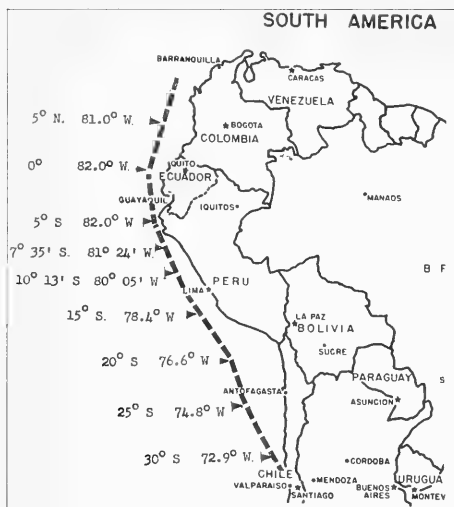 SOUTH AMERICA
BARRANQUILLA
CARACAS
VENEZUELA
5° N. 81.0° W.
BOGOTA
COLOMBIA
0° 82.0° W.
QUITO
ECUADOR
MANAOS
GUAYAQUIL
IQUITOS
5° S 82.0° W
7° 35' S. 81° 24' W.
B F
10° 13' S 80° 05' W.
PERU
LIMA
15° S. 78.4° W
LA PAZ
BOLIVIA
SUCRE
20° S 76.6° W
PARAGUAY
S
ANTOFAGASTA
ASUNCION
25° S 74.8° W
30° S 72.9° W.
CORDOBA
CHILE
MENDOZA
URUGUA
VALPARAISO
SANTIAGO
BUENOS
AIRES
MONTEV